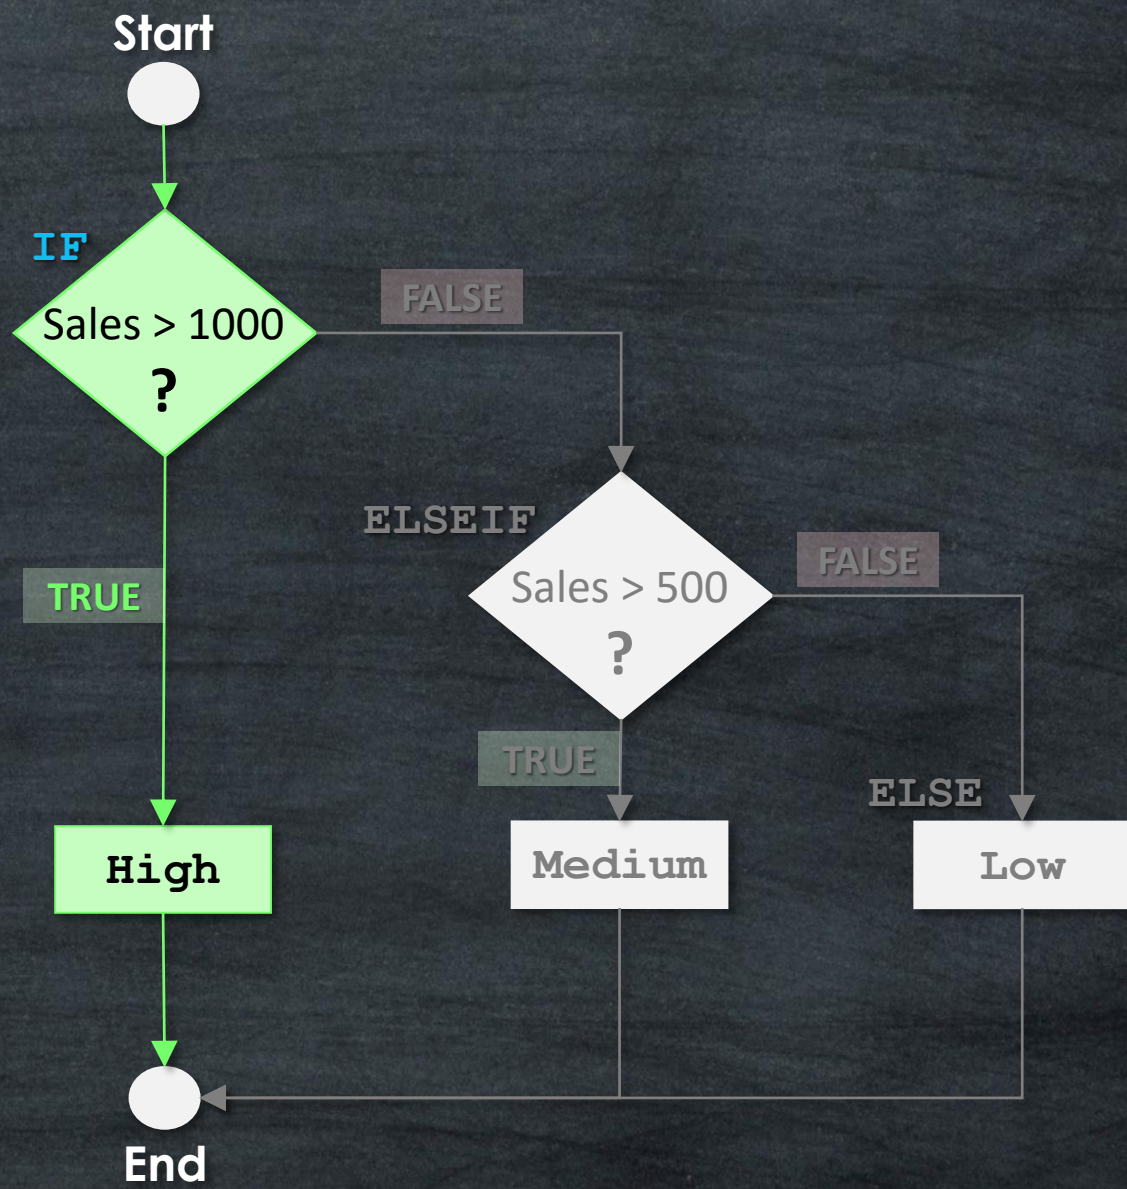 Start
IF
Sales > 1000
?
FALSE
TRUE
ELSEIF
Sales > 500
?
FALSE
TRUE
ELSE
High
Medium
Low
End